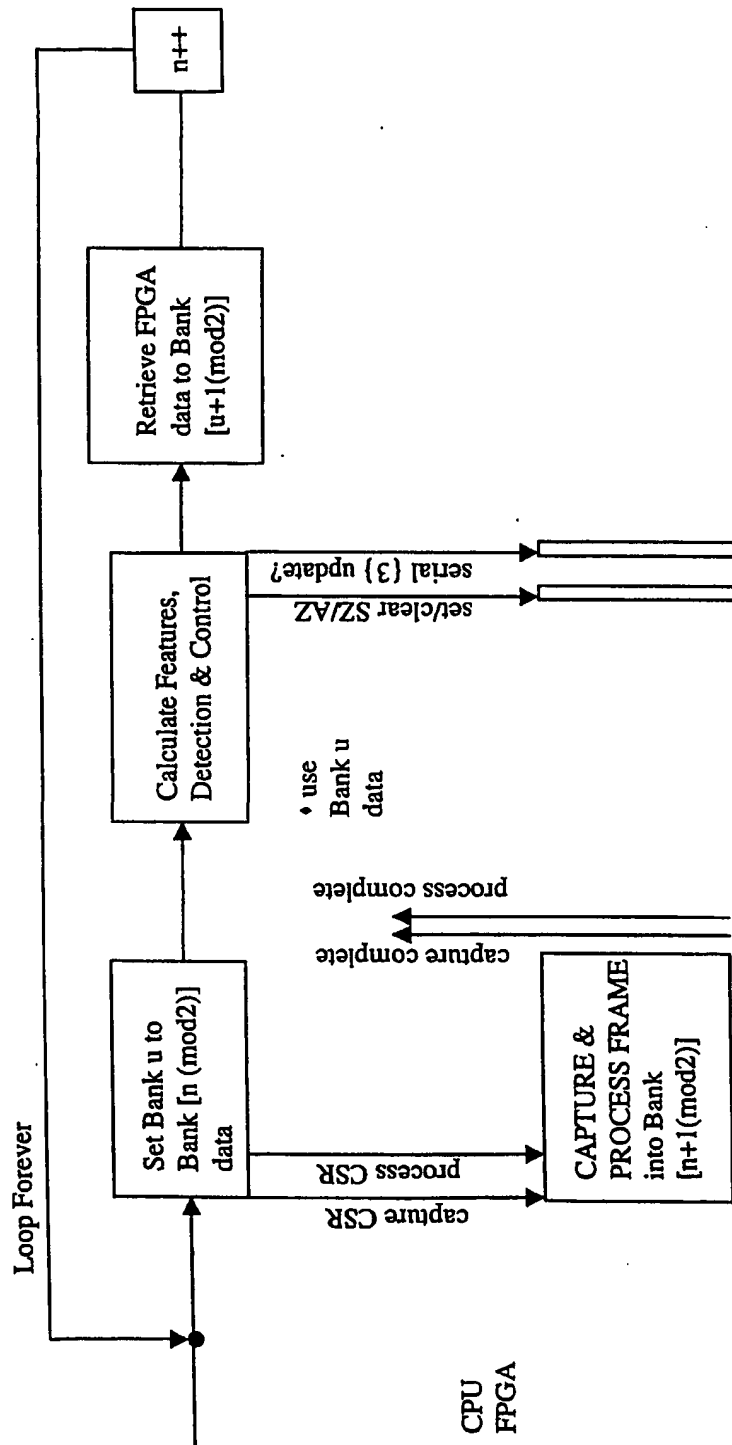 Loop Forever
Set Bank u to
Bank [n (mod2)]
data
Calculate Features,
Detection & Control
Retrieve FPGA
data to Bank
[u+1(mod2)]
n++
♦ use
Bank u
data
capture CSR
process CSR
capture complete
process complete
set/clear SZ/AZ
serial {3} update?
CPU
FPGA
CAPTURE &
PROCESS FRAME
into Bank
[n+1(mod2)]